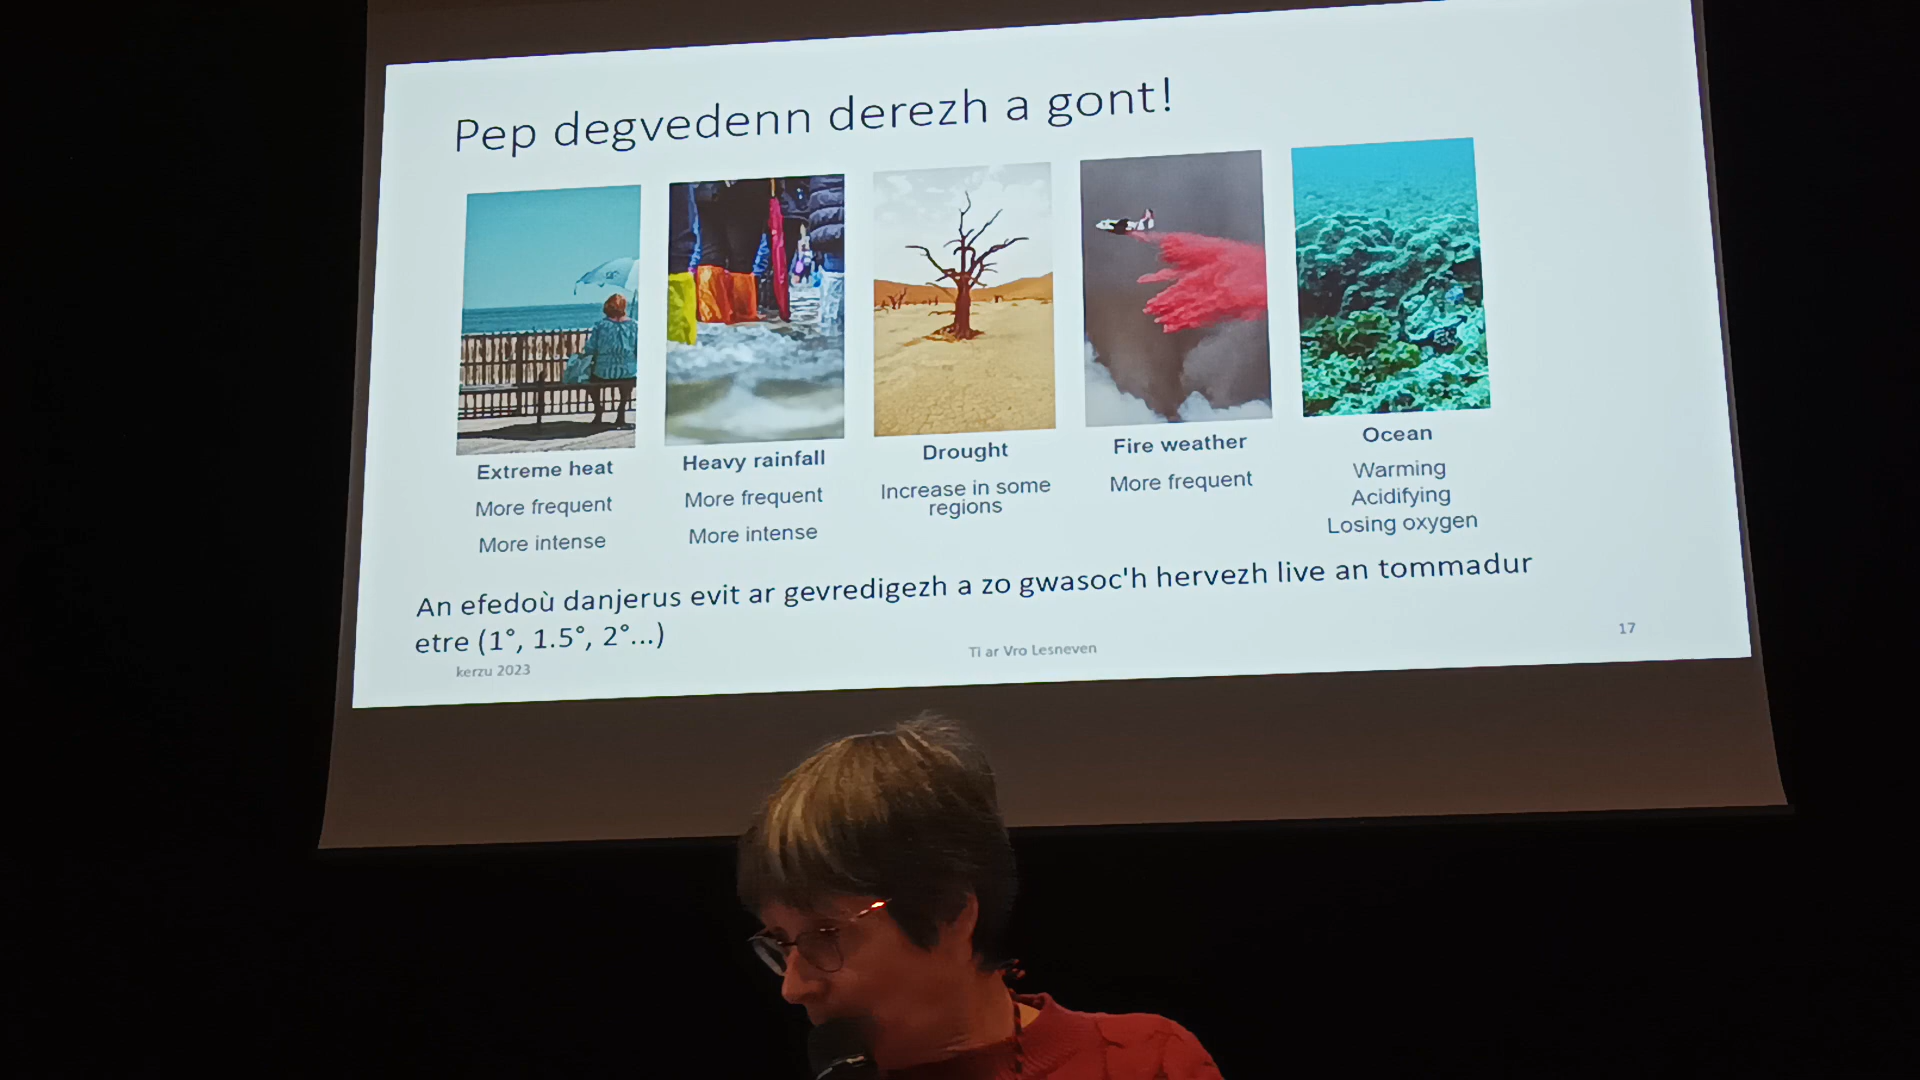 Pep degvedenn derezh a gont!
Extreme heat
More frequent
More intense
Heavy rainfall
More frequent
More intense
Drought
Increase in some
regions
Fire weather
More frequent
Ocean
Warming
Acidifying
Losing oxygen
An efedoù danjerus evit ar gevredigezh a zo gwasoc'h hervezh live an tommadur
etre (1°, 1.5°, 2°...)
kerzu 2023
Ti ar Vro Lesneven
17